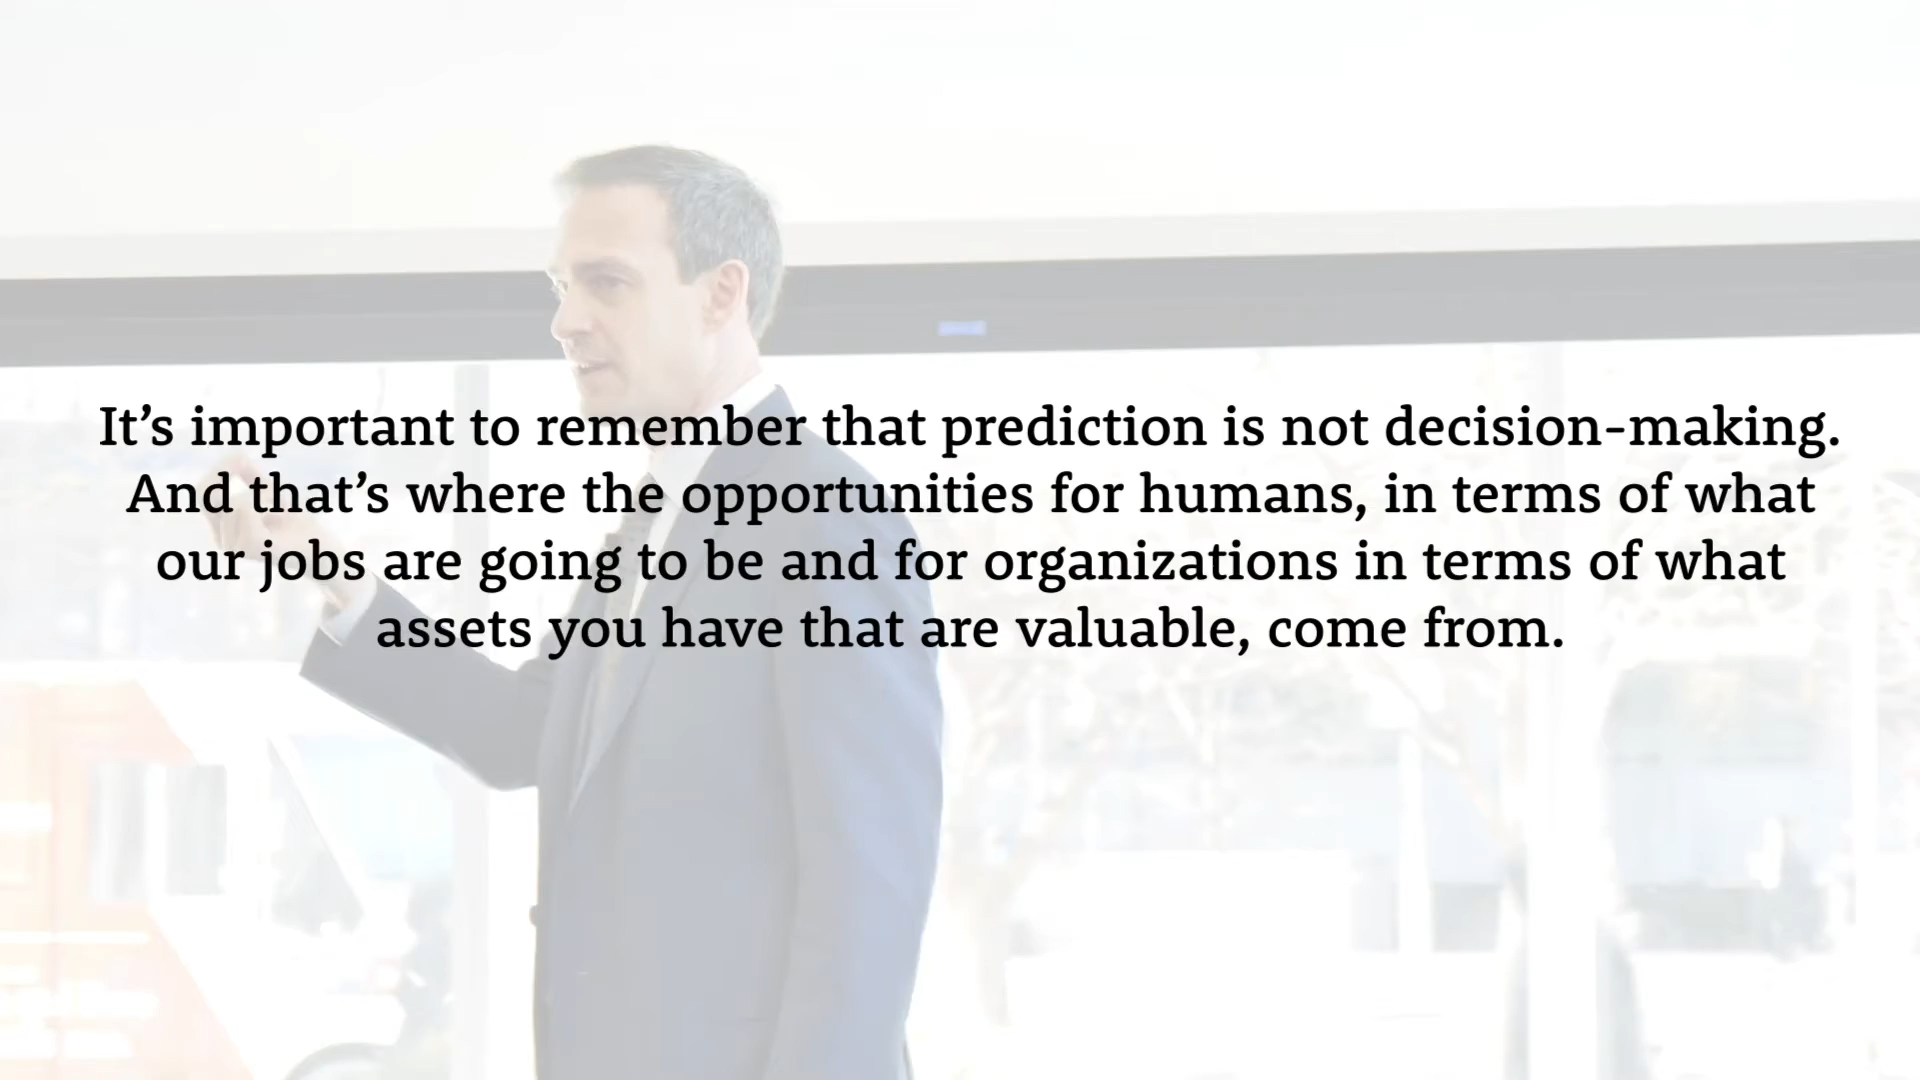 It’s important to remember that prediction is not decision-making.
And that’s where the opportunities for humans, in terms of what
our jobs are going to be and for organizations in terms of what
assets you have that are valuable, come from.